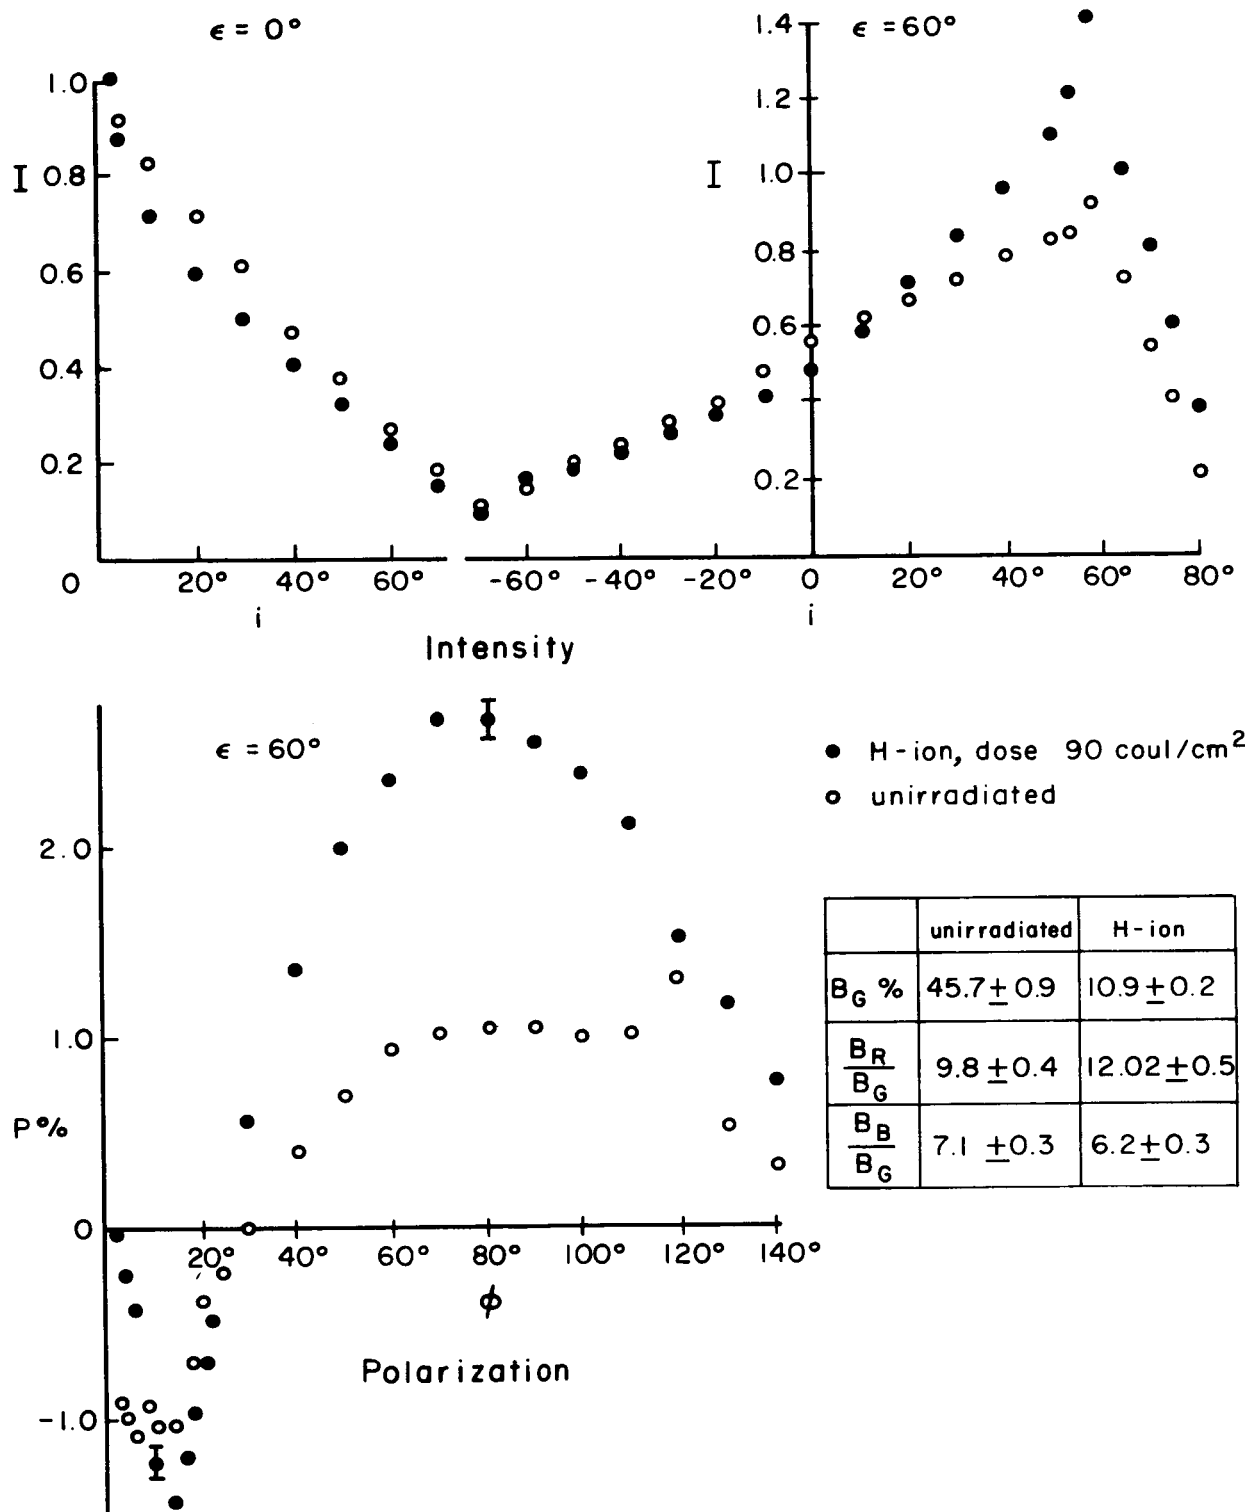 ϵ = 0°
1.0
I 0.8
0.6
0.4
0.2
0 20° 40° 60°
i
ϵ = 60°
1.4
1.2
I 1.0
0.8
0.6
0.2
-60° -40° -20° 0 20° 40° 60° 80°
i
Intensity
ϵ = 60°
2.0
1.0
P%
0
-1.0
20° 40° 60° 80° 100° 120° 140°
ϕ
Polarization
● H-ion, dose 90 coul/cm²
○ unirradiated
unirradiated H-ion
B_G % 45.7 ± 0.9 10.9 ± 0.2
B_R/B_G 9.8 ± 0.4 12.02 ± 0.5
B_B/B_G 7.1 ± 0.3 6.2 ± 0.3